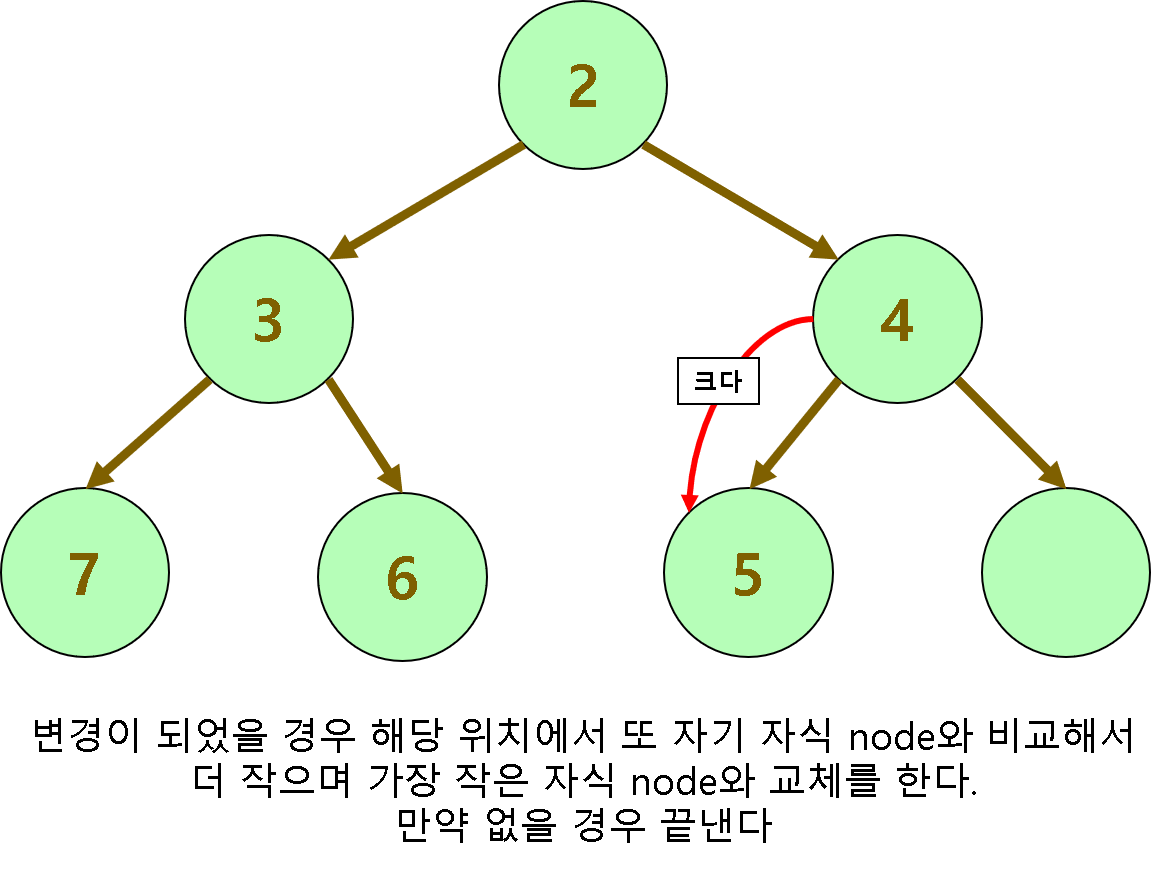 2
3
4
크다
7
6
5
변경이 되었을 경우 해당 위치에서 또 자기 자식 node와 비교해서
더 작으며 가장 작은 자식 node와 교체를 한다.
만약 없을 경우 끝낸다